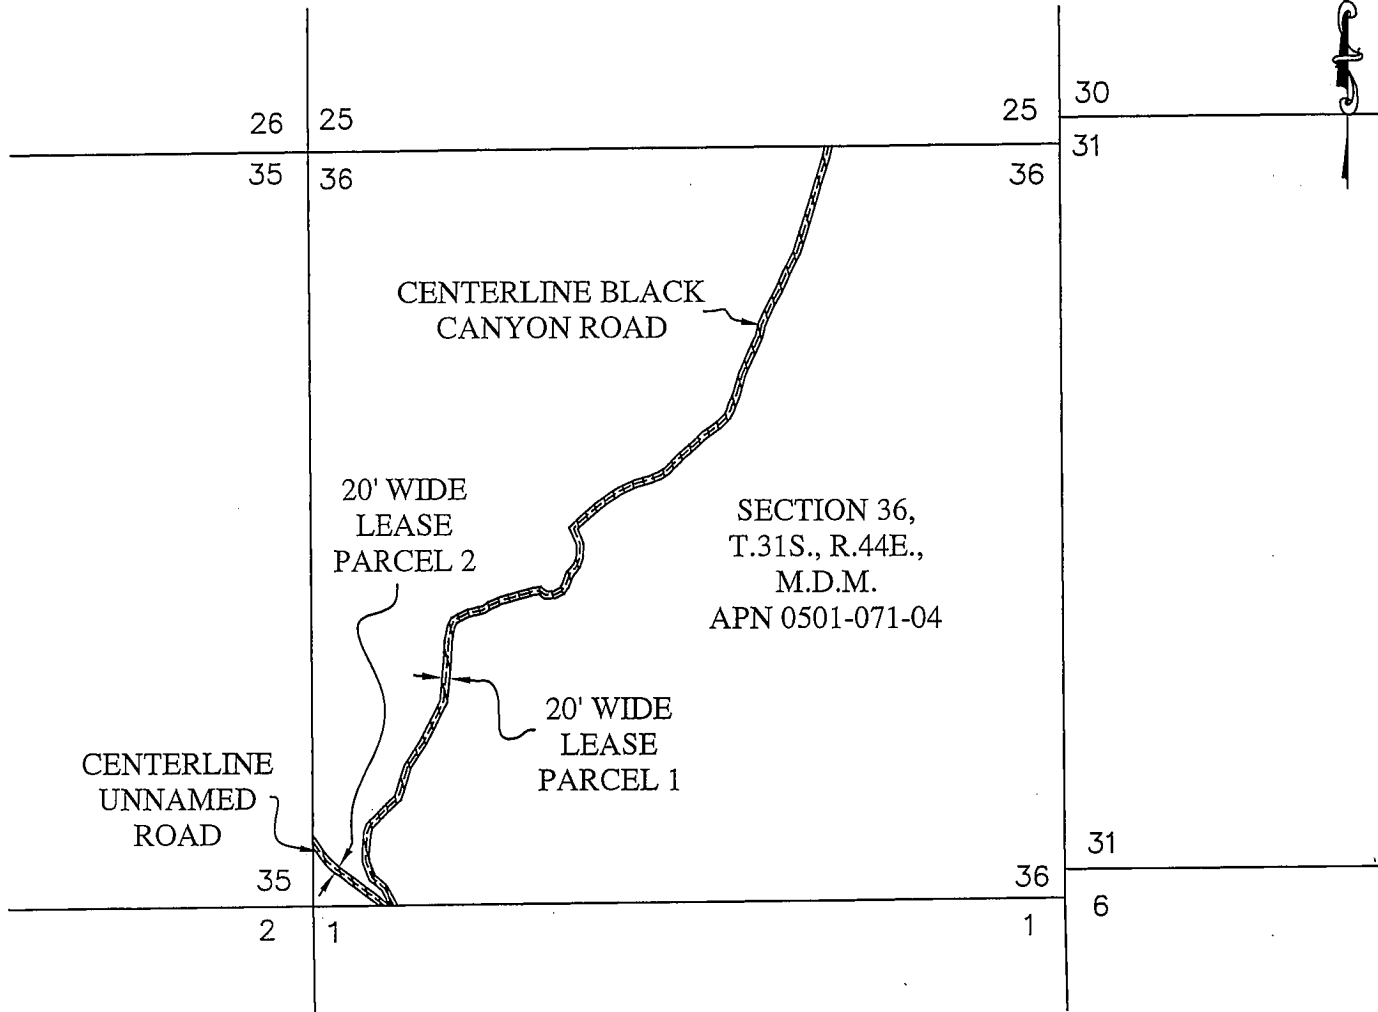 30
26 25
25
31
35 36
36
CENTERLINE BLACK
CANYON ROAD
20' WIDE
LEASE
PARCEL 2
SECTION 36,
T.31S., R.44E.,
M.D.M.
APN 0501-071-04
20' WIDE
LEASE
PARCEL 1
CENTERLINE
UNNAMED
ROAD
31
35
36
6
2 1
1